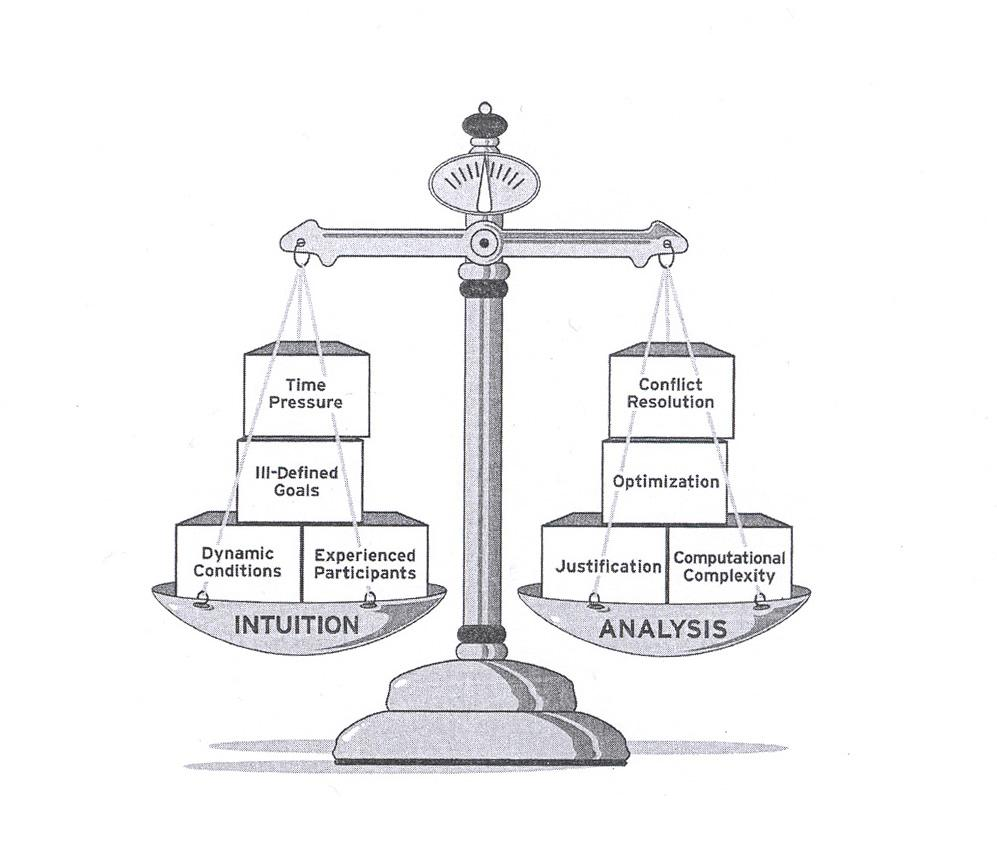 Time
Pressure
Ill-Defined
Goals
Dynamic
Conditions
Experienced
Participants
INTUITION
Conflict
Resolution
Optimization
Justification
Computational
Complexity
ANALYSIS